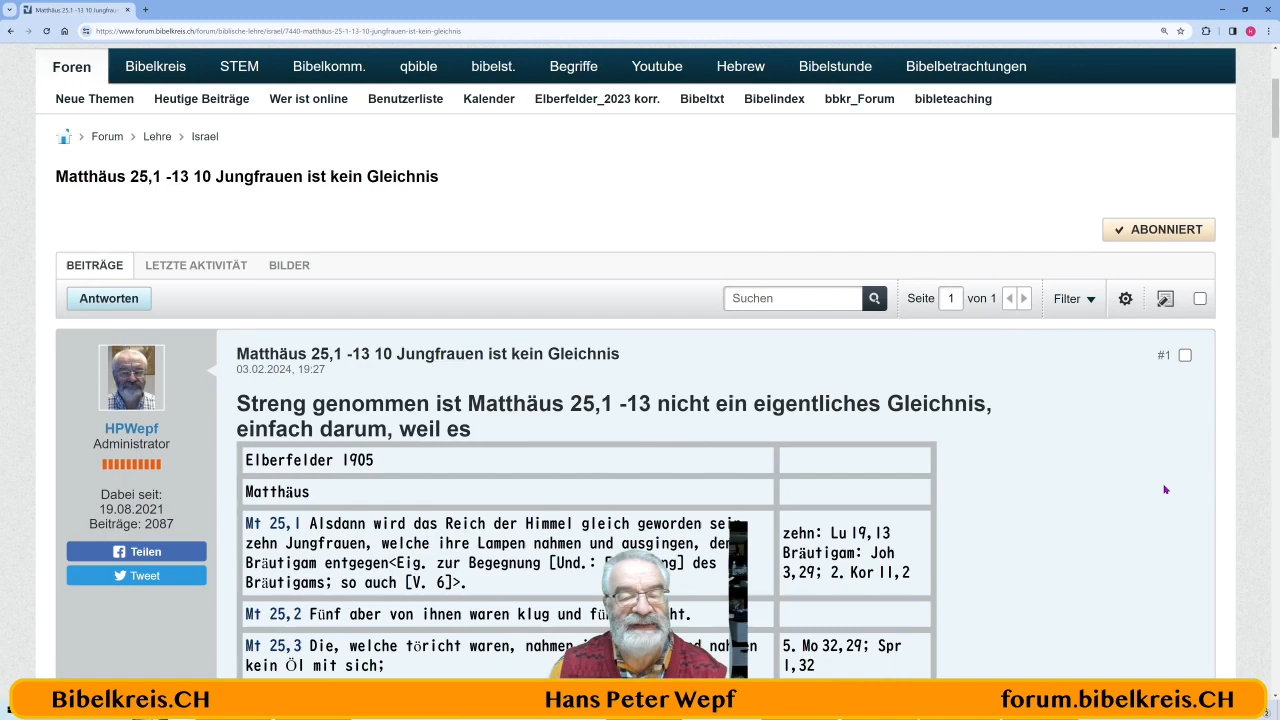 Matthäus 25,1 -13 10 Jungfrau
https://www.forum.bibelkreis.ch/forum/biblische-lehre/israel/7440-matthäus-25-1-13-10-jungfrauen-ist-kein-gleichnis
Foren Bibelkreis STEM Bibelkomm. qbible bibelst. Begriffe Youtube Hebrew Bibelstunde Bibelbetrachtungen
Neue Themen Heutige Beiträge Wer ist online Benutzerliste Kalender Elberfelder_2023 korr. Bibeltxt Bibelindex bbkr_Forum bibleteaching
Forum Lehre Israel
Matthäus 25,1 -13 10 Jungfrauen ist kein Gleichnis
ABONNIERT
BEITRÄGE LETZTE AKTIVITÄT BILDER
Antworten Suchen Seite 1 von 1 Filter
Matthäus 25,1 -13 10 Jungfrauen ist kein Gleichnis #1
03.02.2024, 19:27
HPWepf
Administrator
Dabei seit:
19.08.2021
Beiträge: 2087
Teilen
Tweet
Streng genommen ist Matthäus 25,1 -13 nicht ein eigentliches Gleichnis,
einfach darum, weil es
Elberfelder 1905
Matthäus
Mt 25,1 Alsdann wird das Reich der Himmel gleich geworden sein
zehn Jungfrauen, welche ihre Lampen nahmen und ausgingen, dem
Bräutigam entgegen<Eig. zur Begegnung [Und.: des
Bräutigams; so auch [V. 6]>.
zehn: Lu 19,13
Bräutigam: Joh
3,29; 2. Kor 11,2
Mt 25,2 Fünf aber von ihnen waren klug und
Mt 25,3 Die, welche töricht waren, nahmen
kein Öl mit sich;
5. Mo 32,29; Spr
1,32
Bibelkreis.CH Hans Peter Wepf forum.bibelkreis.CH